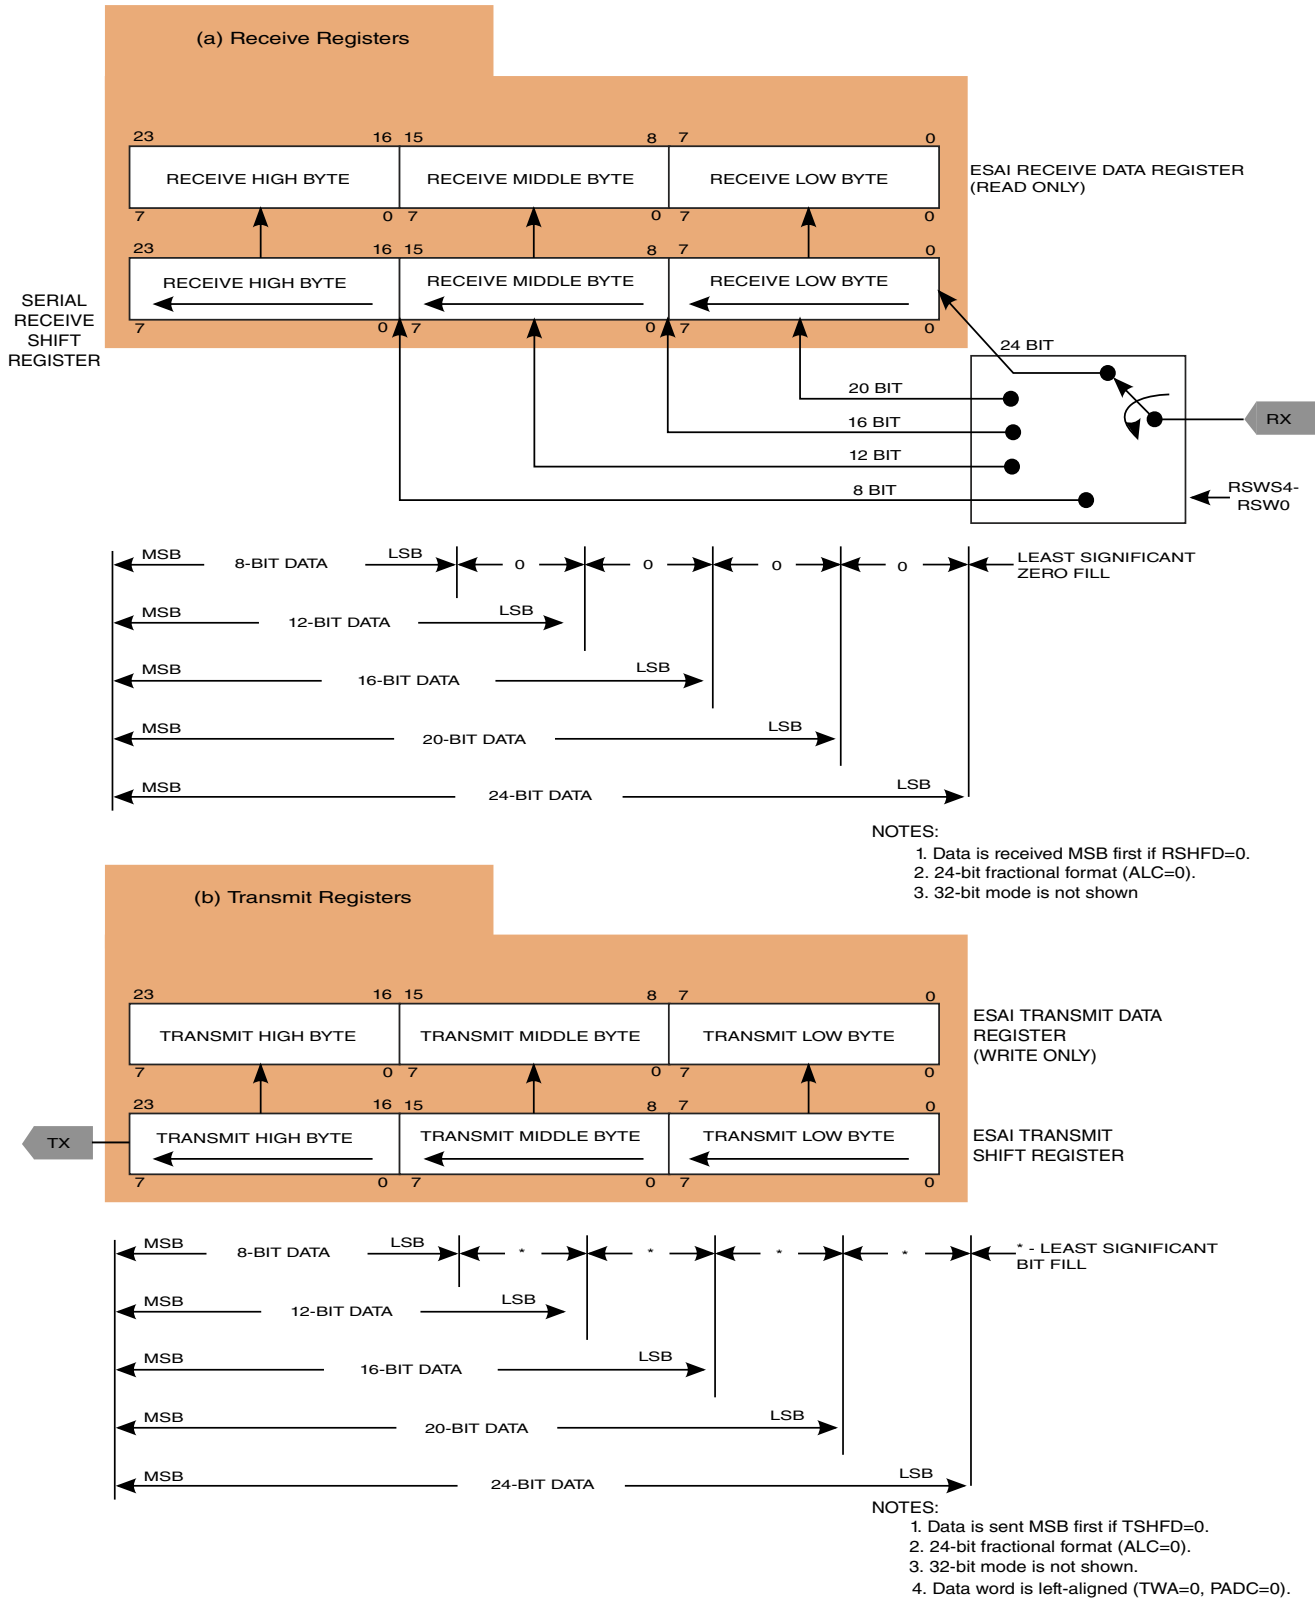 (a) Receive Registers
23 16 15 8 7 0
RECEIVE HIGH BYTE RECEIVE MIDDLE BYTE RECEIVE LOW BYTE
ESAI RECEIVE DATA REGISTER
(READ ONLY)
7 0 7 0 7 0
23 16 15 8 7 0
RECEIVE HIGH BYTE RECEIVE MIDDLE BYTE RECEIVE LOW BYTE
7 0 7 0 7 0
SERIAL
RECEIVE
SHIFT
REGISTER
24 BIT
20 BIT
16 BIT
12 BIT
8 BIT
RX
RSWS4-
RSW0
MSB 8-BIT DATA LSB 0 0 0 0
LEAST SIGNIFICANT
ZERO FILL
MSB 12-BIT DATA LSB
MSB 16-BIT DATA LSB
MSB 20-BIT DATA LSB
MSB 24-BIT DATA LSB
NOTES:
1. Data is received MSB first if RSHFD=0.
2. 24-bit fractional format (ALC=0).
3. 32-bit mode is not shown
(b) Transmit Registers
23 16 15 8 7 0
TRANSMIT HIGH BYTE TRANSMIT MIDDLE BYTE TRANSMIT LOW BYTE
ESAI TRANSMIT DATA
REGISTER
(WRITE ONLY)
7 0 7 0 7 0
23 16 15 8 7 0
TX
TRANSMIT HIGH BYTE TRANSMIT MIDDLE BYTE TRANSMIT LOW BYTE
ESAI TRANSMIT
SHIFT REGISTER
7 0 7 0 7 0
MSB 8-BIT DATA LSB * * * *
* - LEAST SIGNIFICANT
BIT FILL
MSB 12-BIT DATA LSB
MSB 16-BIT DATA LSB
MSB 20-BIT DATA LSB
MSB 24-BIT DATA LSB
NOTES:
1. Data is sent MSB first if TSHFD=0.
2. 24-bit fractional format (ALC=0).
3. 32-bit mode is not shown.
4. Data word is left-aligned (TWA=0, PADC=0).